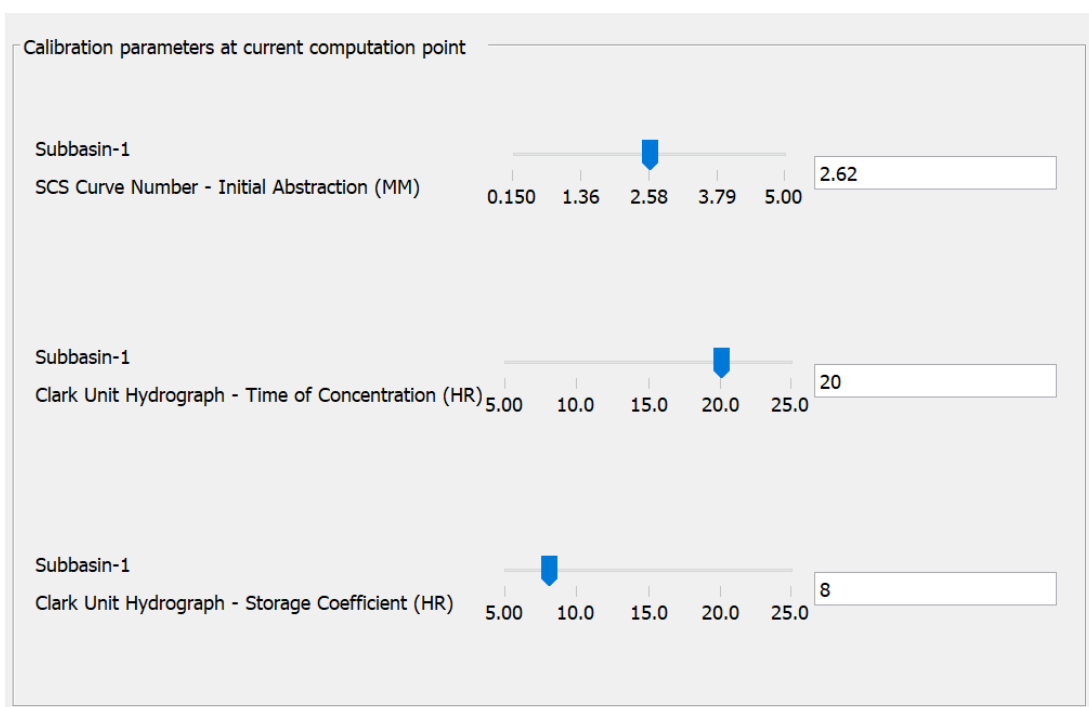 Calibration parameters at current computation point
Subbasin-1
SCS Curve Number - Initial Abstraction (MM)
0.150 1.36 2.58 3.79 5.00
2.62
Subbasin-1
Clark Unit Hydrograph - Time of Concentration (HR)
5.00 10.0 15.0 20.0 25.0
20
Subbasin-1
Clark Unit Hydrograph - Storage Coefficient (HR)
5.00 10.0 15.0 20.0 25.0
8